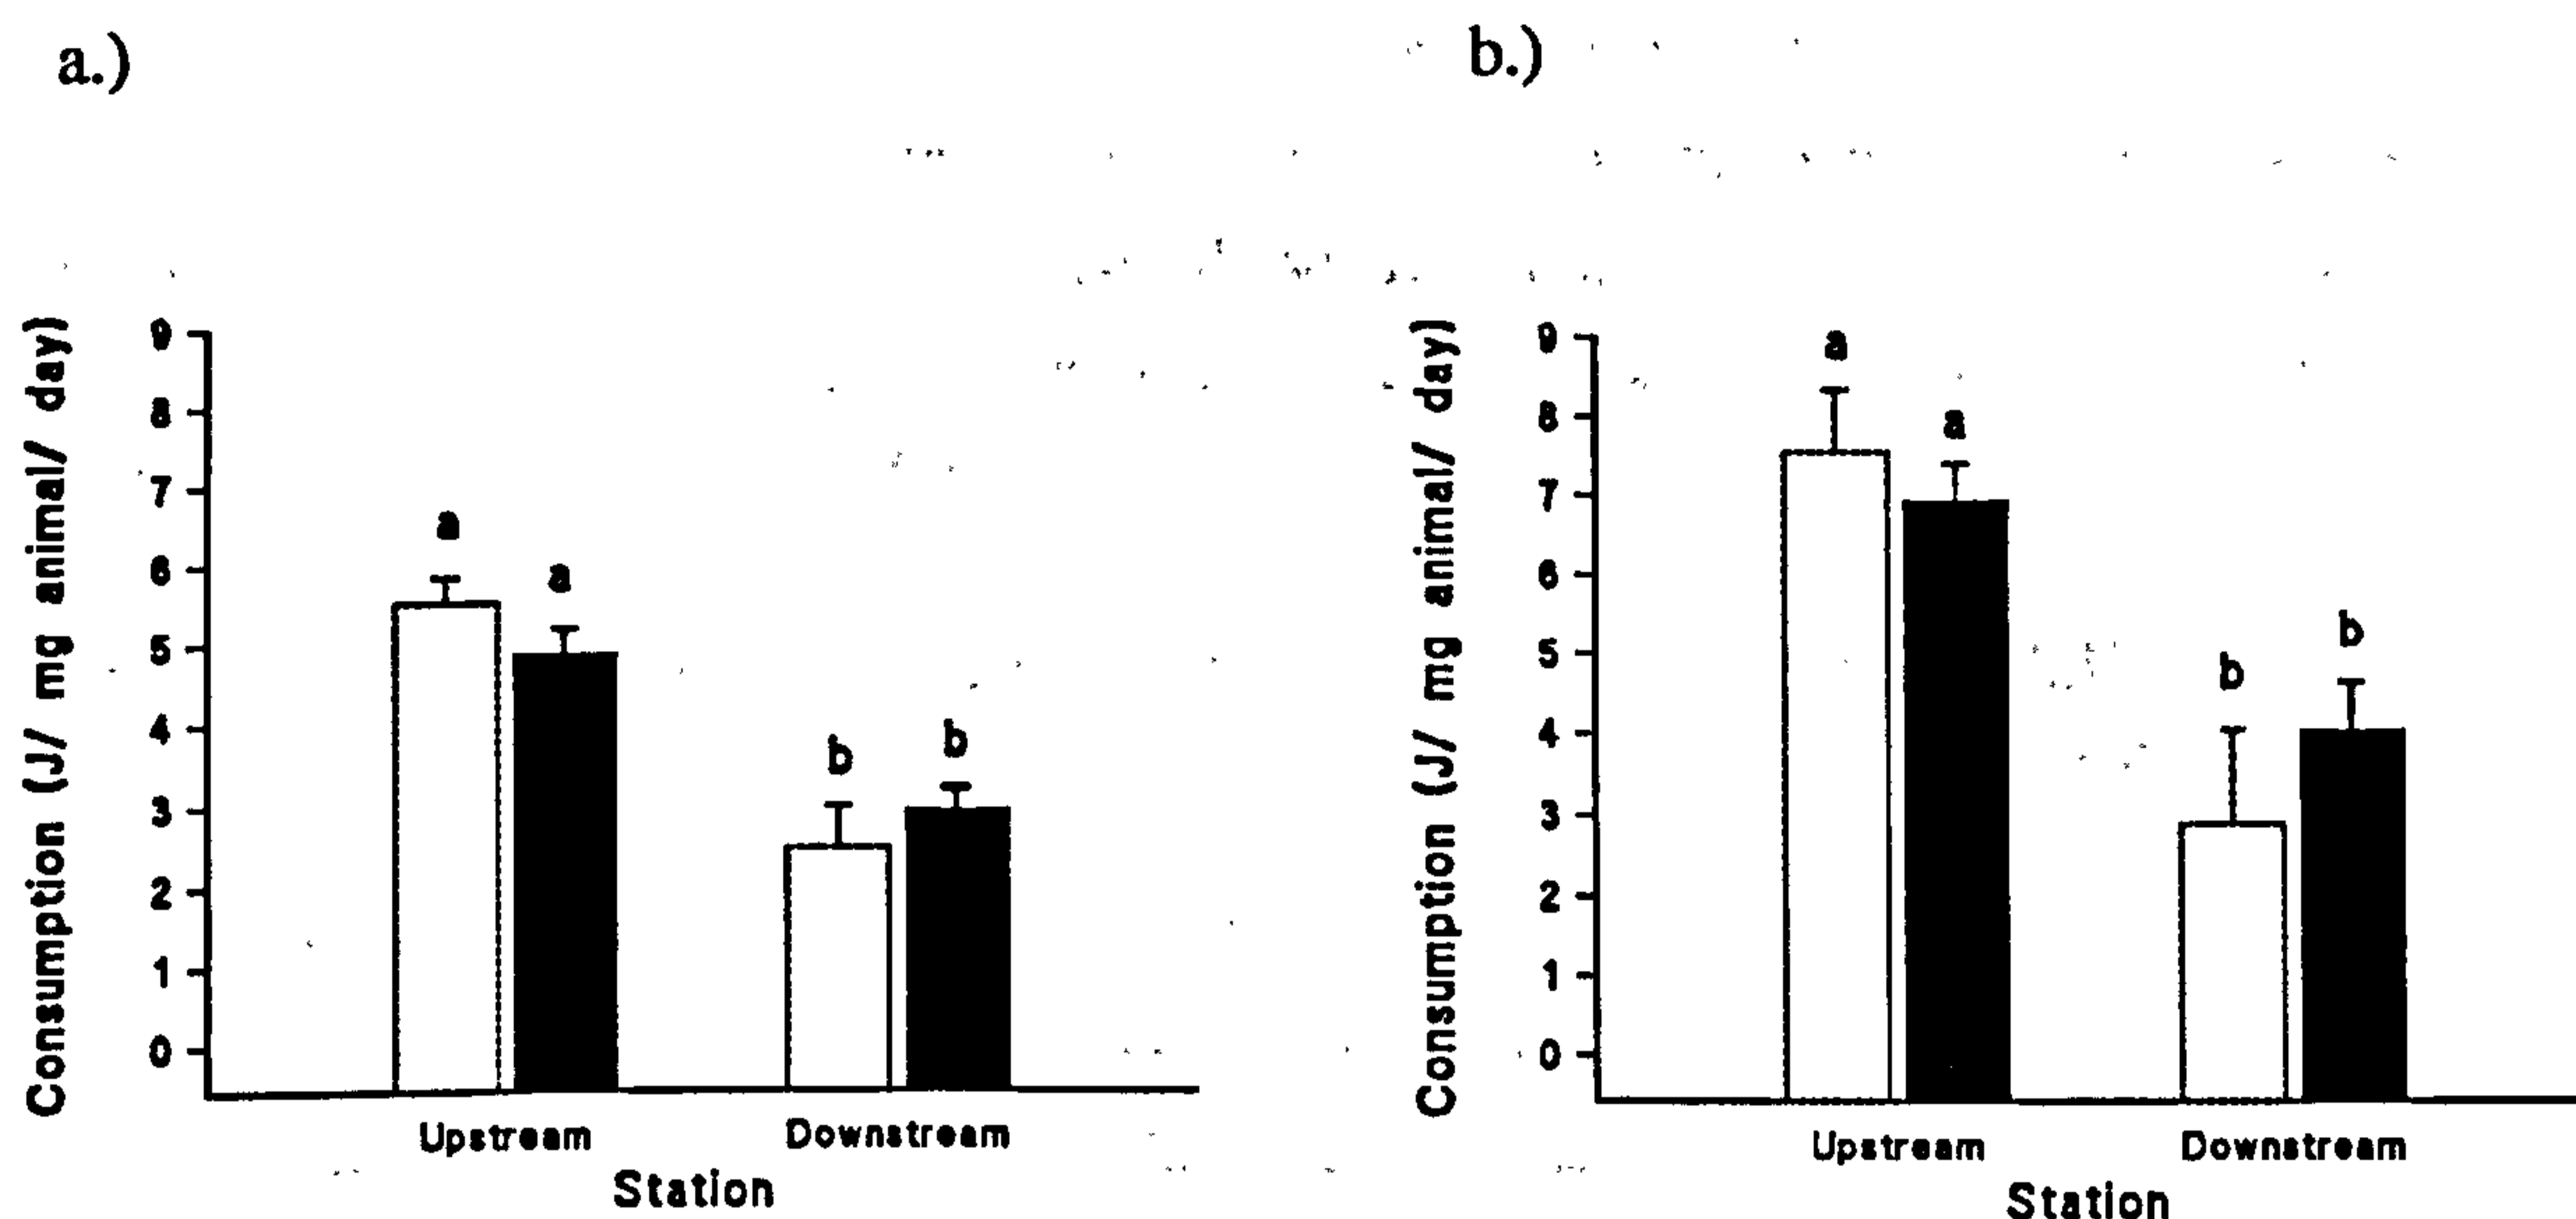 a.)
Consumption (J/ mg animal/ day)
9
8
7
6
5
4
3
2
1
0
a
a
b
b
Upstream
Downstream
Station
b.)
Consumption (J/ mg animal/ day)
9
8
7
6
5
4
3
2
1
0
a
a
b
b
Upstream
Downstream
Station